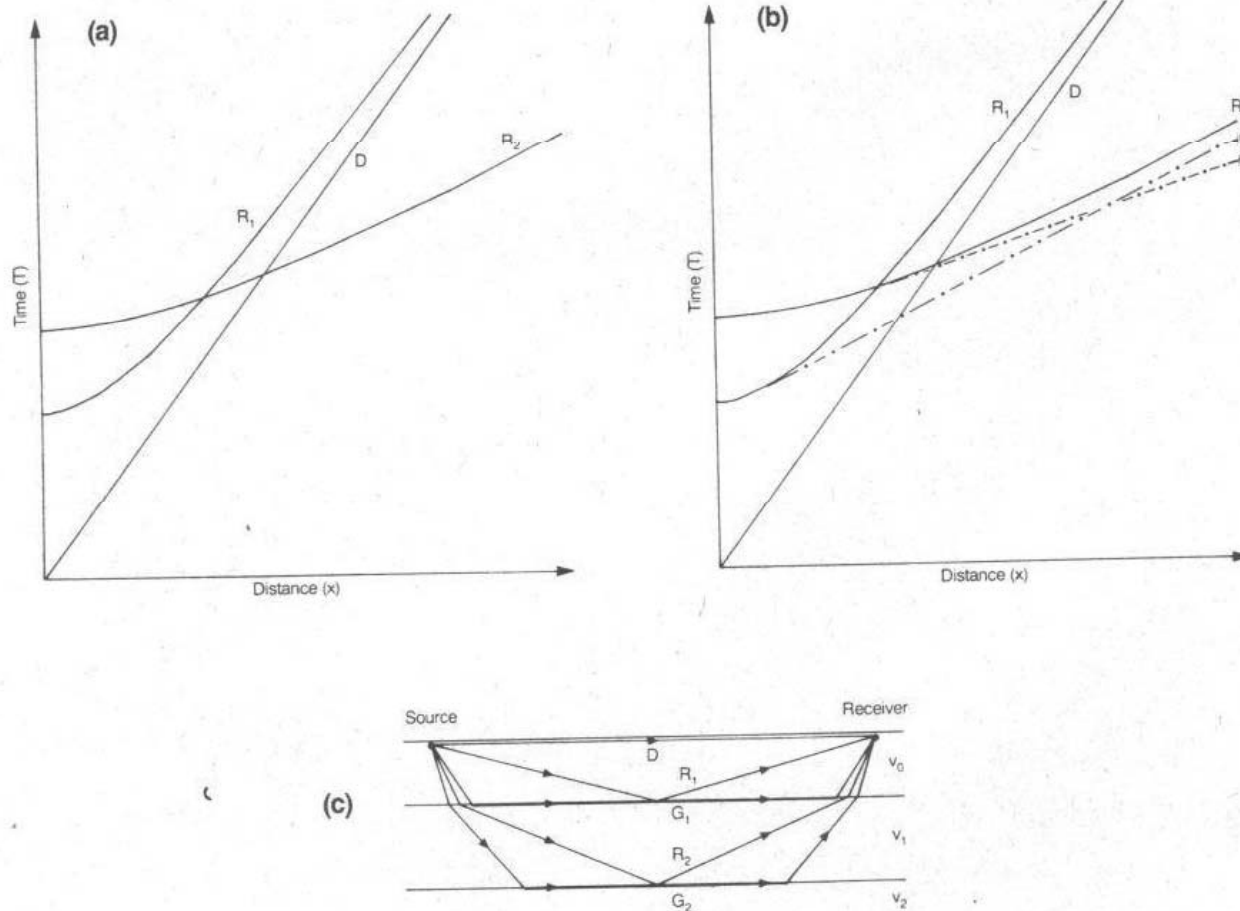 (a)
R₁
D
R₂
Time (T)
Distance (x)
(b)
R₁
D
R
Time (T)
Distance (x)
(c)
Source
Receiver
D
v₀
R₁
G₁
v₁
R₂
G₂
v₂